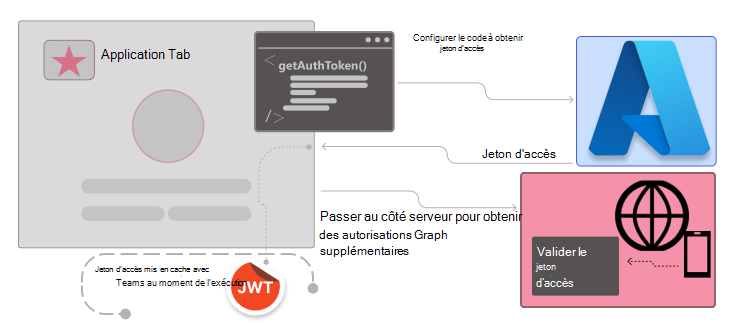 Application Tab
<
getAuthToken()
/>
Configurer le code à obtenir
jeton d'accès
Jeton d'accès
Passer au côté serveur pour obtenir
des autorisations Graph
supplémentaires
Valider le
jeton
d'accès
Jeton d'accès mis en cache avec
Teams au moment de l'exécution
JWT